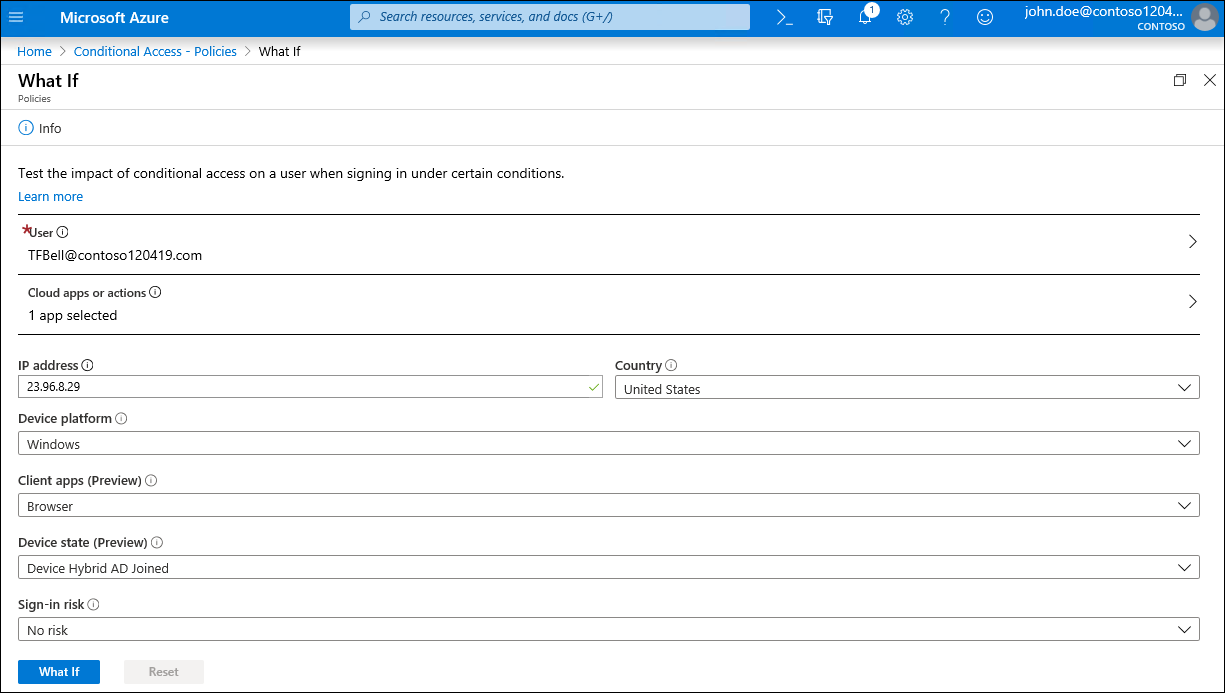 Microsoft Azure
Search resources, services, and docs (G+/)
1
john.doe@contoso1204...
CONTOSO
Home > Conditional Access - Policies > What If
What If
Policies
Info
Test the impact of conditional access on a user when signing in under certain conditions.
Learn more
*User
TFBell@contoso120419.com
Cloud apps or actions
1 app selected
IP address
Country
23.96.8.29
United States
Device platform
Windows
Client apps (Preview)
Browser
Device state (Preview)
Device Hybrid AD Joined
Sign-in risk
No risk
What If
Reset